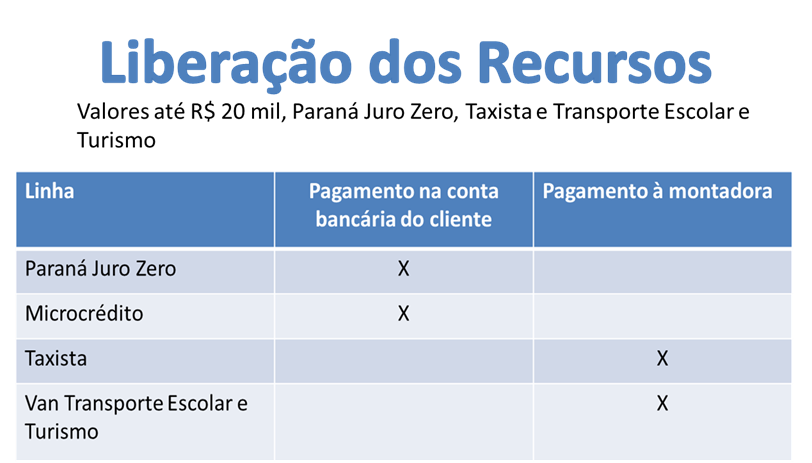 Liberação dos Recursos
Valores até R$ 20 mil, Paraná Juro Zero, Taxista e Transporte Escolar e
Turismo
Linha
Pagamento na conta
bancária do cliente
Pagamento à montadora
Paraná Juro Zero X
Microcrédito X
Taxista X
Van Transporte Escolar e
Turismo
X